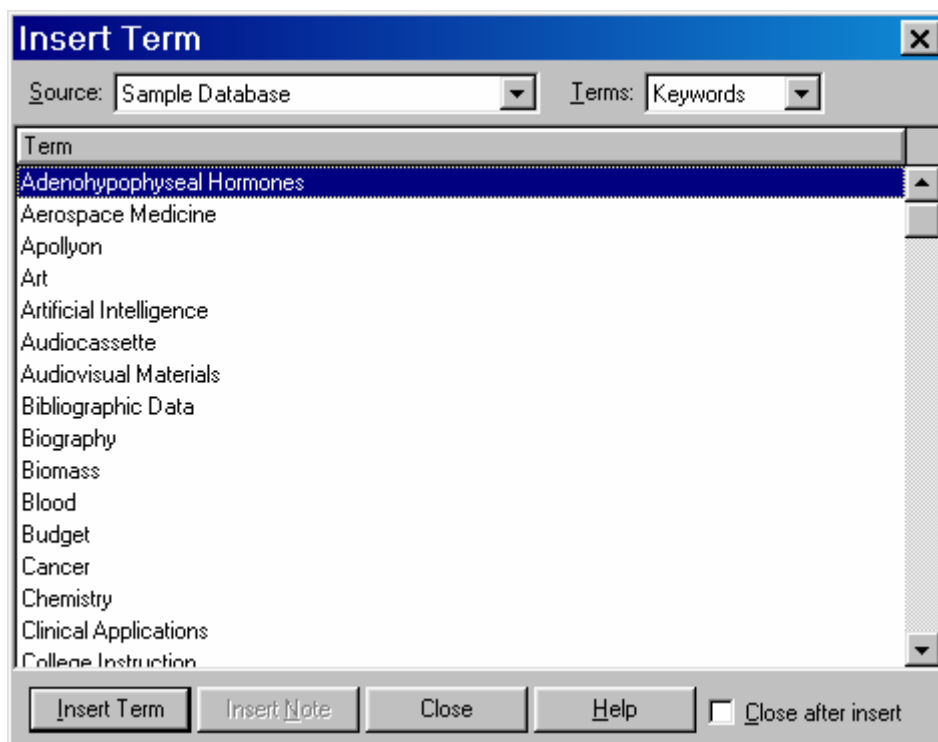 Insert Term
Source: Sample Database Terms: Keywords
Term
Adenohypophyseal Hormones
Aerospace Medicine
Apollyon
Art
Artificial Intelligence
Audiocassette
Audiovisual Materials
Bibliographic Data
Biography
Biomass
Blood
Budget
Cancer
Chemistry
Clinical Applications
College Instruction
Insert Term Insert Note Close Help Close after insert